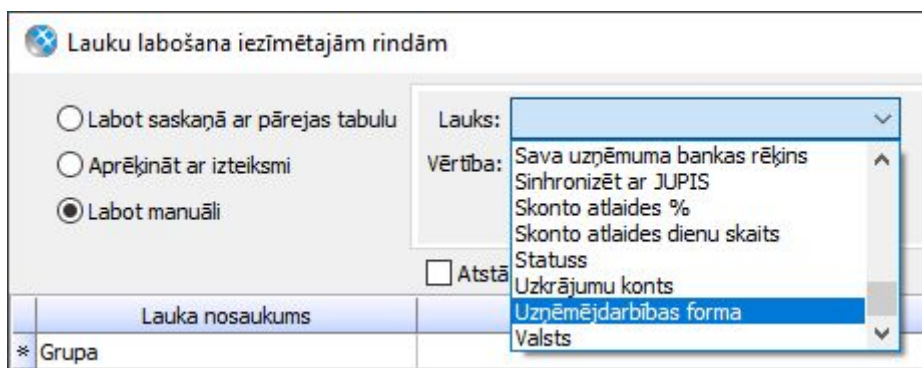 Lauku labošana iezīmētajām rindām
Labot saskaņā ar pārejas tabulu
Aprēķināt ar izteiksmi
Labot manuāli
Lauks:
Vērtība:
Sava uzņēmuma bankas rēķins
Sinhronizēt ar JUPIS
Skonto atlaides %
Skonto atlaides dienu skaits
Statuss
Uzkrājumu konts
Uzņēmējdarbības forma
Valsts
Atstā
Lauka nosaukums
* Grupa